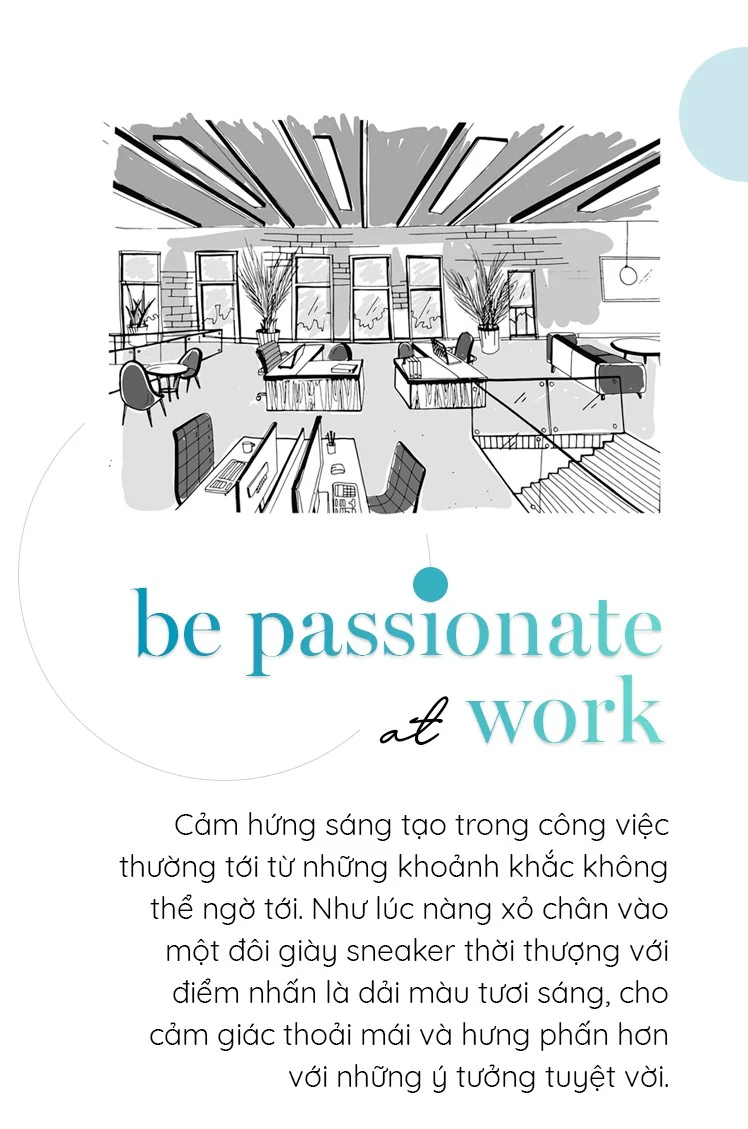 be passionate
at work
Cảm hứng sáng tạo trong công việc
thường tới từ những khoảnh khắc không
thể ngờ tới. Như lúc nàng xỏ chân vào
một đôi giày sneaker thời thượng với
điểm nhấn là dải màu tươi sáng, cho
cảm giác thoải mái và hưng phấn hơn
với những ý tưởng tuyệt vời.